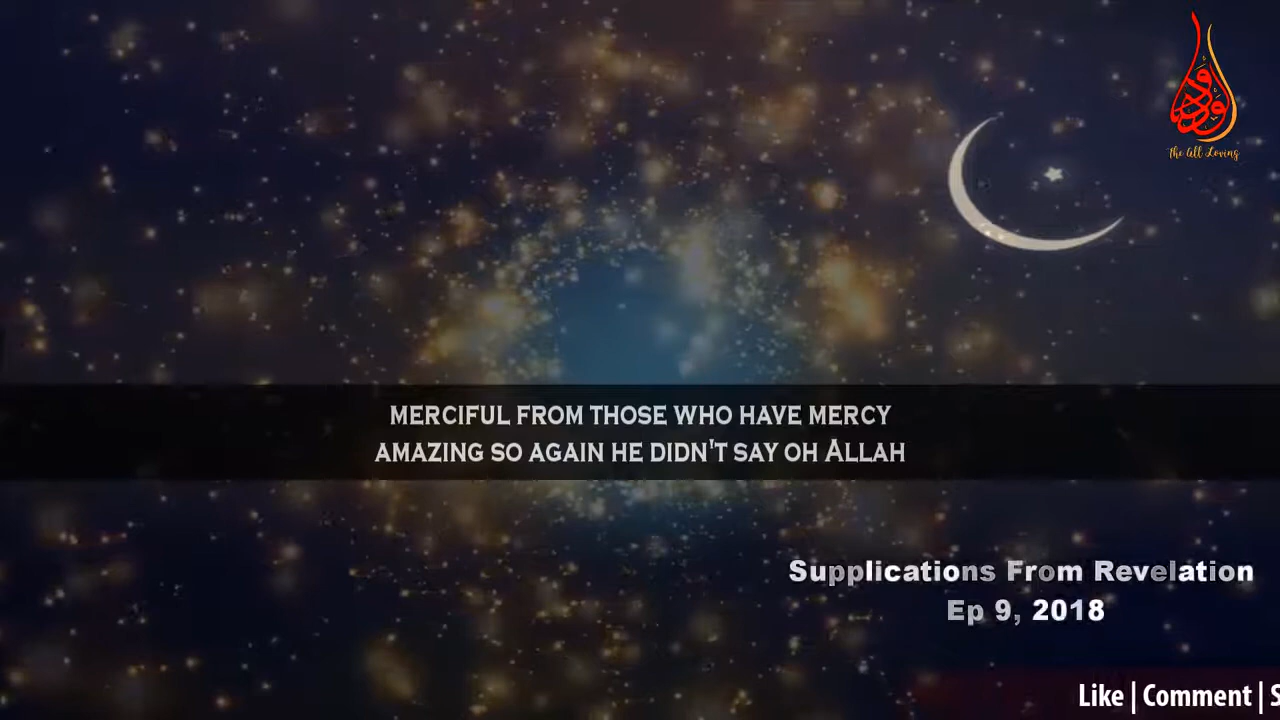 الودود
The All Loving
MERCIFUL FROM THOSE WHO HAVE MERCY
AMAZING SO AGAIN HE DIDN'T SAY OH ALLAH
Supplications From Revelation
Ep 9, 2018
Like | Comment | S